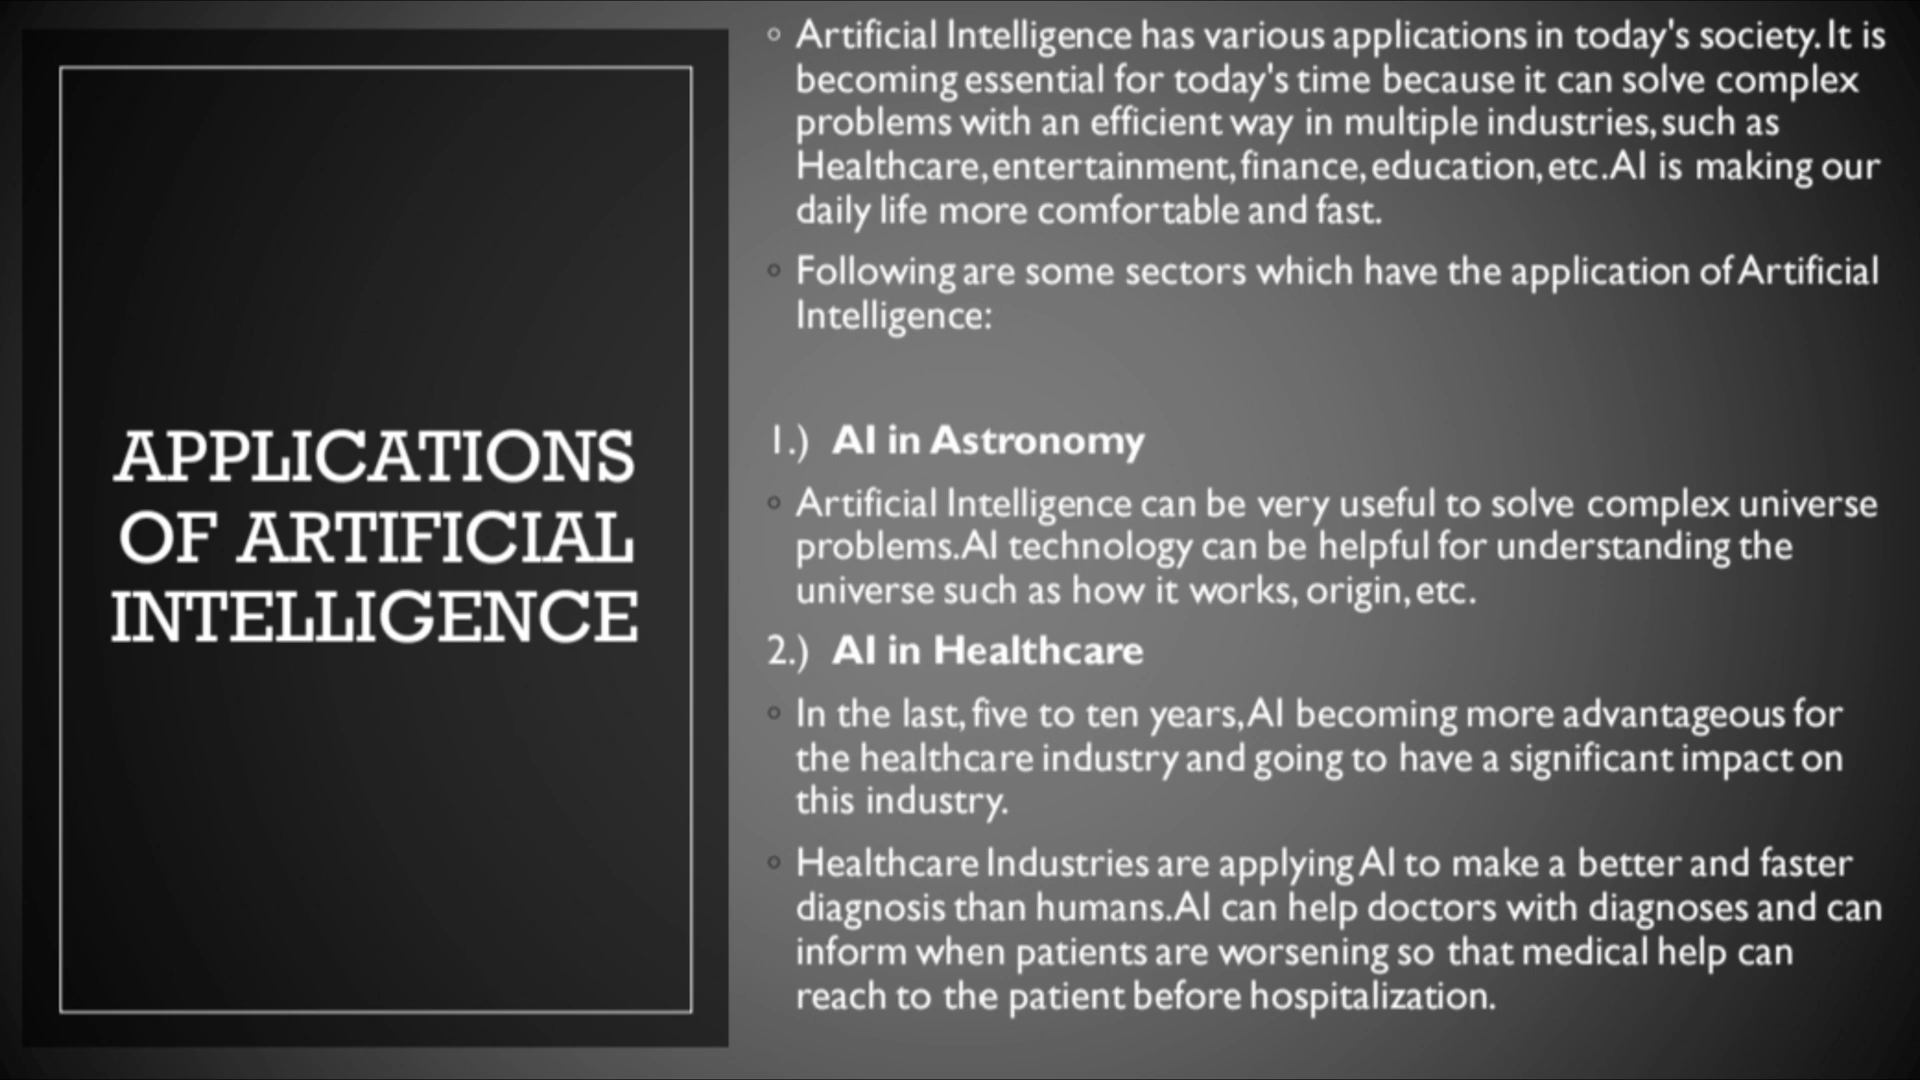 APPLICATIONS
OF ARTIFICIAL
INTELLIGENCE
Artificial Intelligence has various applications in today's society. It is
becoming essential for today's time because it can solve complex
problems with an efficient way in multiple industries, such as
Healthcare, entertainment, finance, education, etc. AI is making our
daily life more comfortable and fast.
Following are some sectors which have the application of Artificial
Intelligence:
1.) AI in Astronomy
Artificial Intelligence can be very useful to solve complex universe
problems. AI technology can be helpful for understanding the
universe such as how it works, origin, etc.
2.) AI in Healthcare
In the last, five to ten years, AI becoming more advantageous for
the healthcare industry and going to have a significant impact on
this industry.
Healthcare Industries are applying AI to make a better and faster
diagnosis than humans. AI can help doctors with diagnoses and can
inform when patients are worsening so that medical help can
reach to the patient before hospitalization.